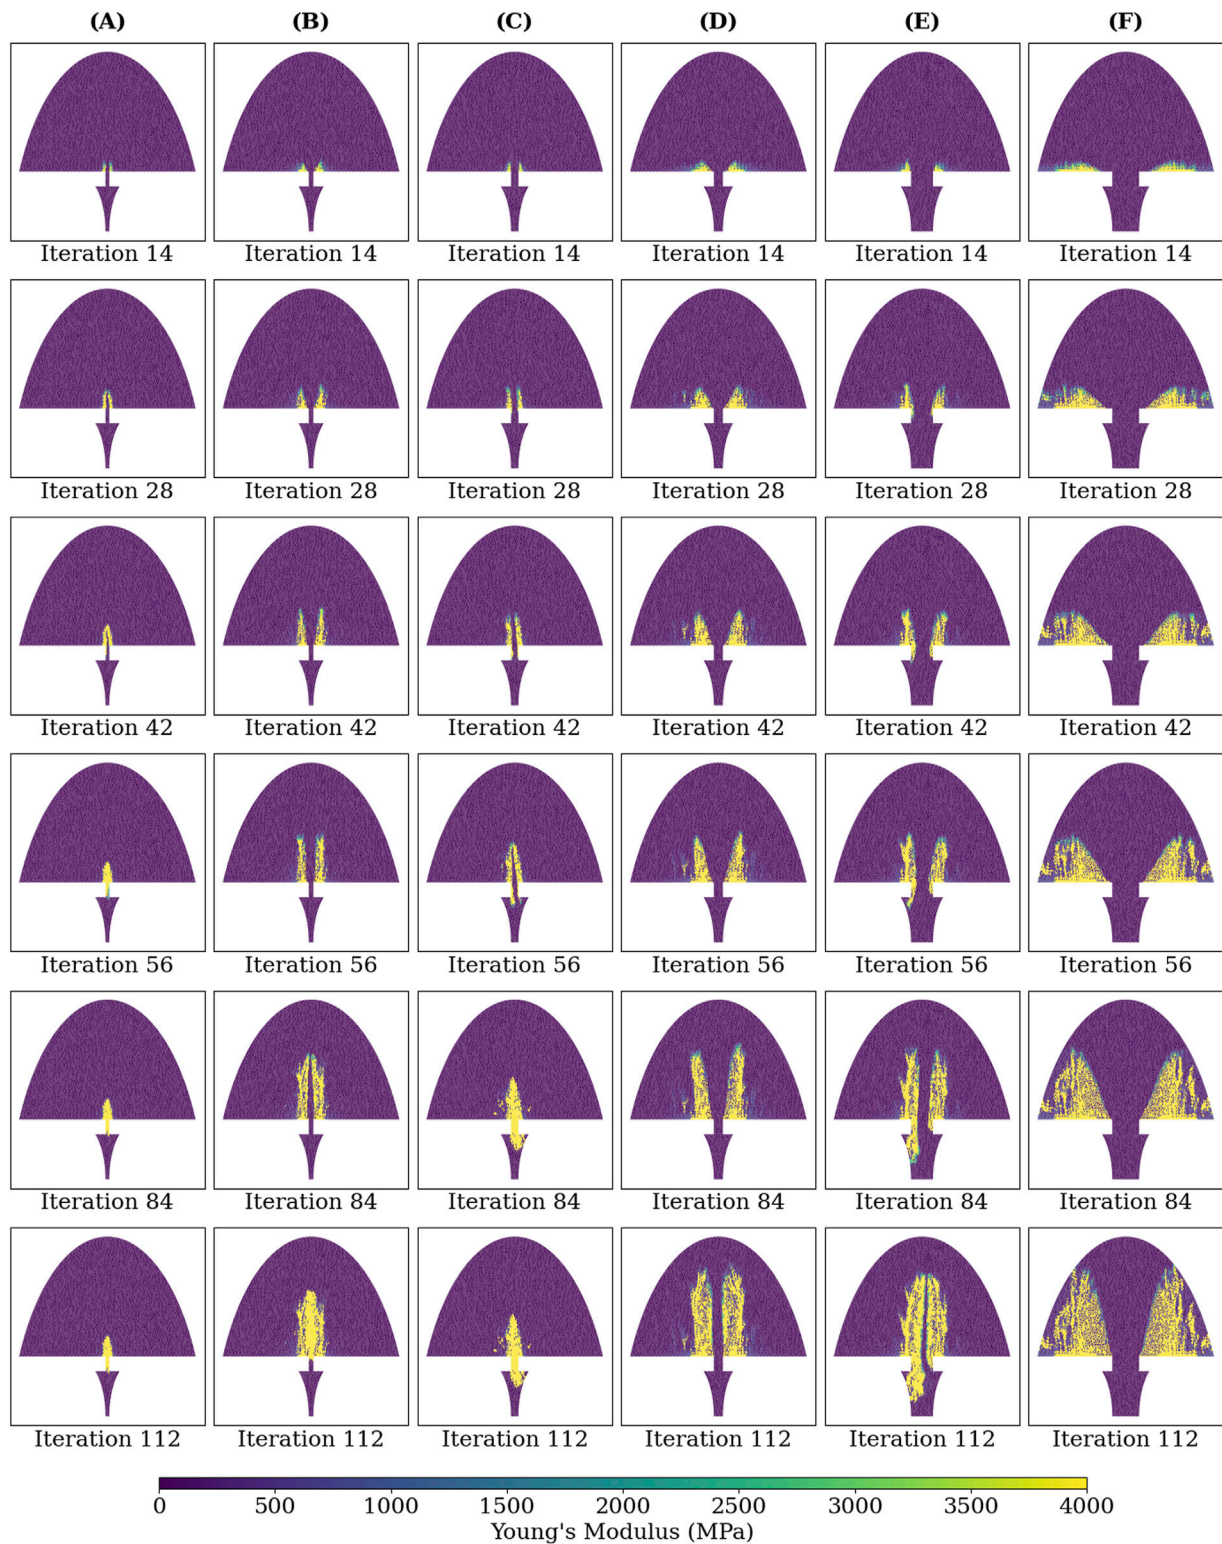 (A) (B) (C) (D) (E) (F)
Iteration 14 Iteration 14 Iteration 14 Iteration 14 Iteration 14 Iteration 14
Iteration 28 Iteration 28 Iteration 28 Iteration 28 Iteration 28 Iteration 28
Iteration 42 Iteration 42 Iteration 42 Iteration 42 Iteration 42 Iteration 42
Iteration 56 Iteration 56 Iteration 56 Iteration 56 Iteration 56 Iteration 56
Iteration 84 Iteration 84 Iteration 84 Iteration 84 Iteration 84 Iteration 84
Iteration 112 Iteration 112 Iteration 112 Iteration 112 Iteration 112 Iteration 112
0 500 1000 1500 2000 2500 3000 3500 4000
Young's Modulus (MPa)